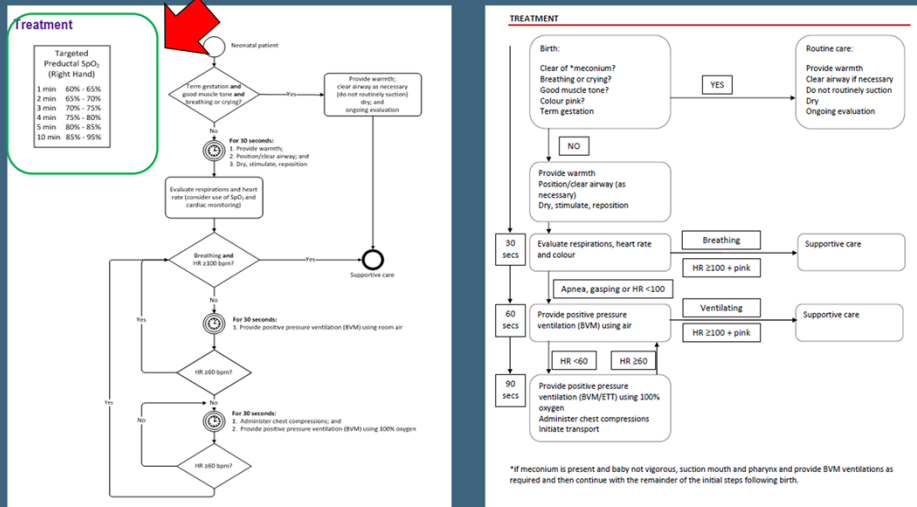 Treatment
Targeted
Preductal SpO₂
(Right Hand)
1 min 60% - 65%
2 min 65% - 70%
3 min 70% - 75%
4 min 75% - 80%
5 min 80% - 85%
10 min 85% - 95%
Neonatal patient
Term gestation and
good muscle tone and
breathing or crying?
Yes
Provide warmth;
clear airway as necessary
(do not routinely suction)
dry; and
ongoing evaluation
No
For 30 seconds:
1. Provide warmth;
2. Position/clear airway; and
3. Dry, stimulate, reposition
Evaluate respirations and heart
rate (consider use of SpO₂ and
cardiac monitoring)
Breathing and
HR ≥100 bpm?
Yes
Supportive care
No
For 30 seconds:
1. Provide positive pressure ventilation (BVM) using room air
Yes
HR ≥60 bpm?
No
Yes
For 30 seconds:
1. Administer chest compressions; and
2. Provide positive pressure ventilation (BVM) using 100% oxygen
No
HR ≥60 bpm?
TREATMENT
Birth:
Clear of *meconium?
Breathing or crying?
Good muscle tone?
Colour pink?
Term gestation
YES
Routine care:
Provide warmth
Clear airway if necessary
Do not routinely suction
Dry
Ongoing evaluation
NO
Provide warmth
Position/clear airway (as
necessary)
Dry, stimulate, reposition
30
secs
Evaluate respirations, heart rate
and colour
Breathing
HR ≥100 + pink
Supportive care
Apnea, gasping or HR <100
60
secs
Provide positive pressure
ventilation (BVM) using air
Ventilating
HR ≥100 + pink
Supportive care
HR <60
HR ≥60
90
secs
Provide positive pressure
ventilation (BVM/ETT) using 100%
oxygen
Administer chest compressions
Initiate transport
*if meconium is present and baby not vigorous, suction mouth and pharynx and provide BVM ventilations as
required and then continue with the remainder of the initial steps following birth.